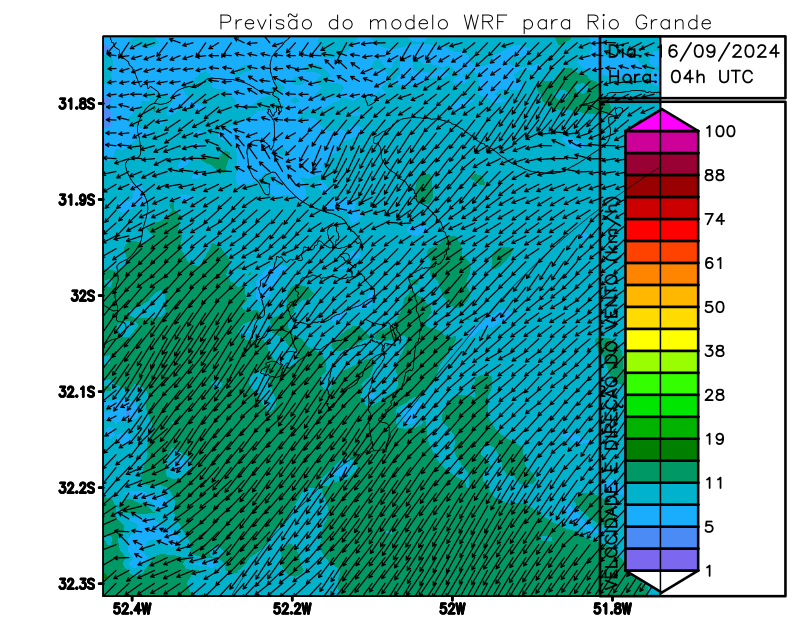 Previsão do modelo WRF para Rio Grande
Dia: 16/09/2024
Hora: 04h UTC
31.8S
31.9S
32S
32.1S
32.2S
32.3S
52.4W
52.2W
52W
51.8W
VELOCIDADE E DIREÇÃO DO VENTO (km/h)
100
88
74
61
50
38
28
19
11
5
1